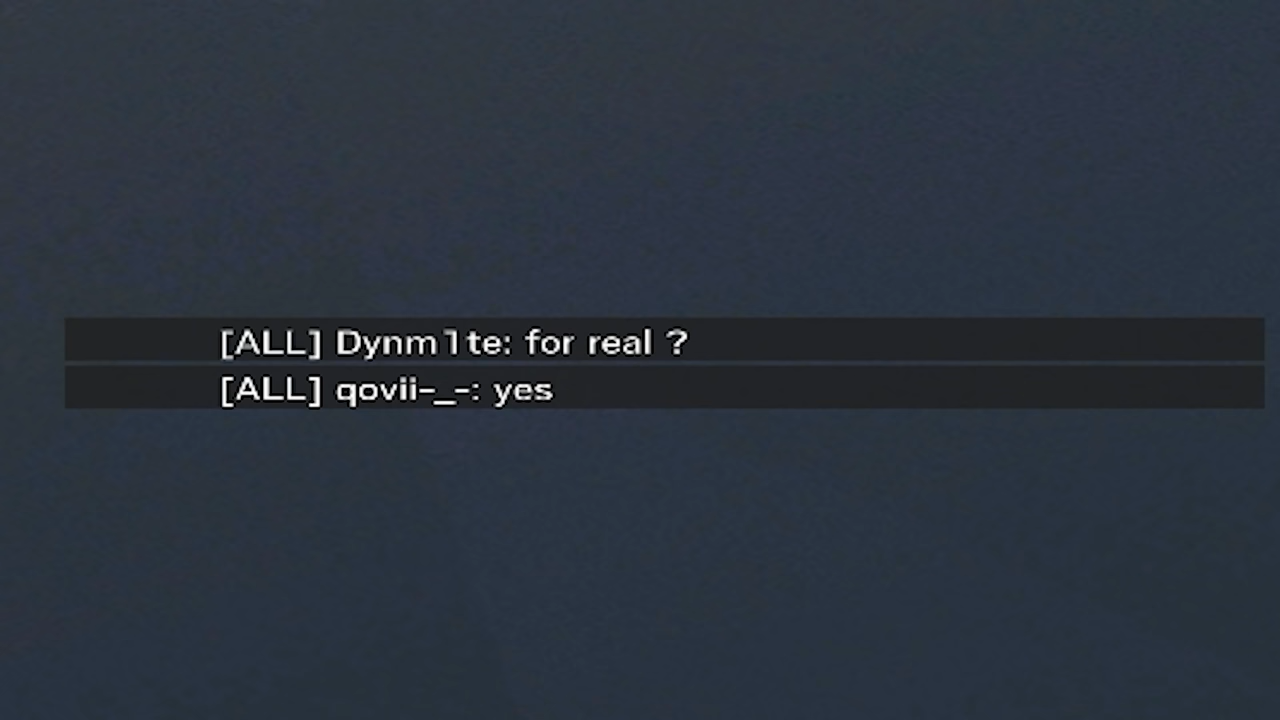 [ALL] Dynm1te: for real ?
[ALL] qovii-_-: yes